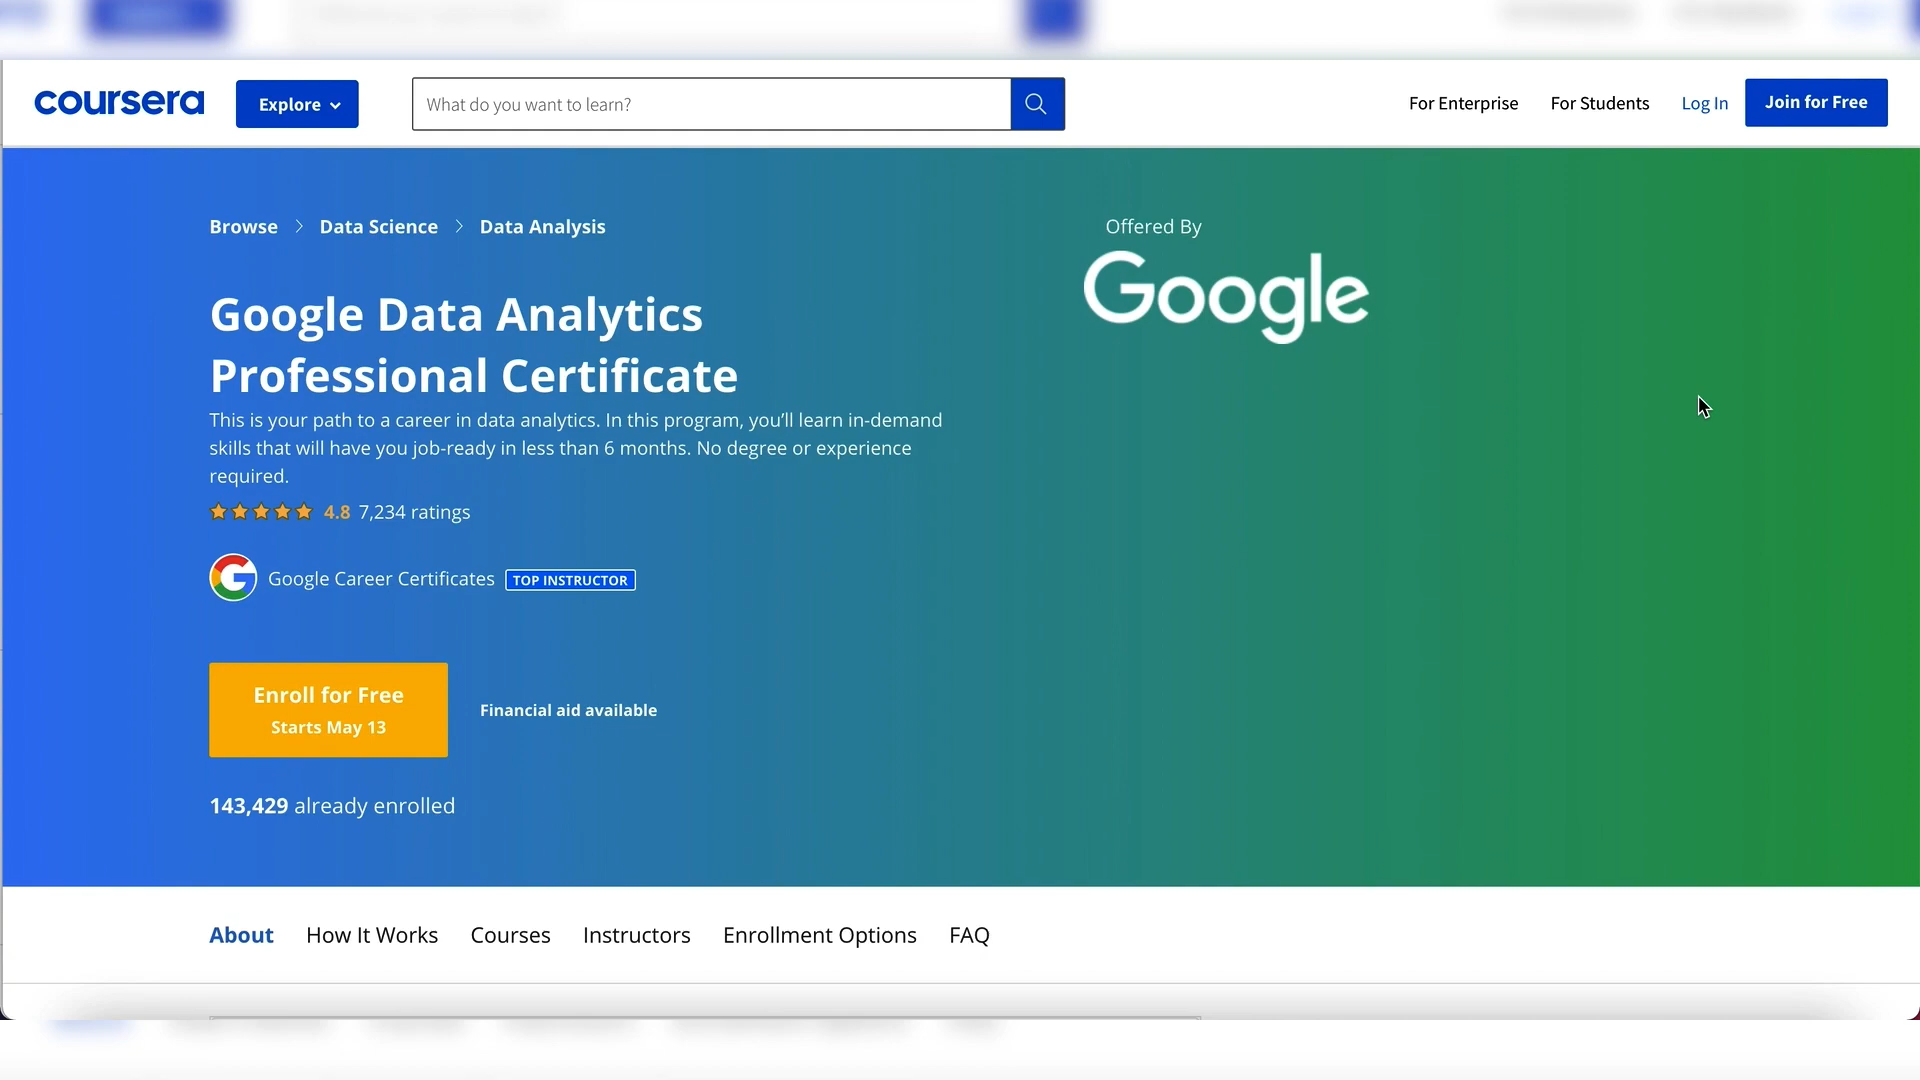 coursera
Explore
What do you want to learn?
For Enterprise
For Students
Log In
Join for Free
Browse > Data Science > Data Analysis
Offered By
Google
Google Data Analytics
Professional Certificate
This is your path to a career in data analytics. In this program, you’ll learn in-demand
skills that will have you job-ready in less than 6 months. No degree or experience
required.
4.8 7,234 ratings
Google Career Certificates TOP INSTRUCTOR
Enroll for Free
Starts May 13
Financial aid available
143,429 already enrolled
About
How It Works
Courses
Instructors
Enrollment Options
FAQ